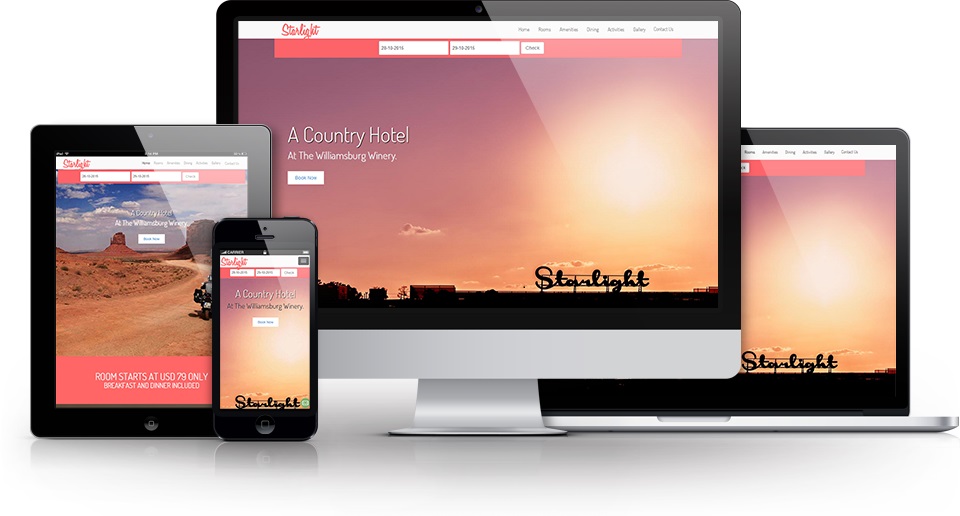 Starlight
Home Rooms Amenities Dining Activities Gallery Contact Us
28-10-2015 29-10-2015 Check
A Country Hotel
At The Williamsburg Winery.
Book Now
Starlight
iPad
Starlight
Home Rooms Amenities Dining Activities Gallery Contact Us
28-10-2015 29-10-2015 Check
A Country Hotel
At The Williamsburg Winery.
Book Now
ROOM STARTS AT USD 79 ONLY
BREAKFAST AND DINNER INCLUDED
CARRIER
Starlight
28-10-2015 29-10-2015 Check
A Country Hotel
At The Williamsburg Winery.
Book Now
Starlight
Rooms Amenities Dining Activities Gallery Contact Us
Starlight